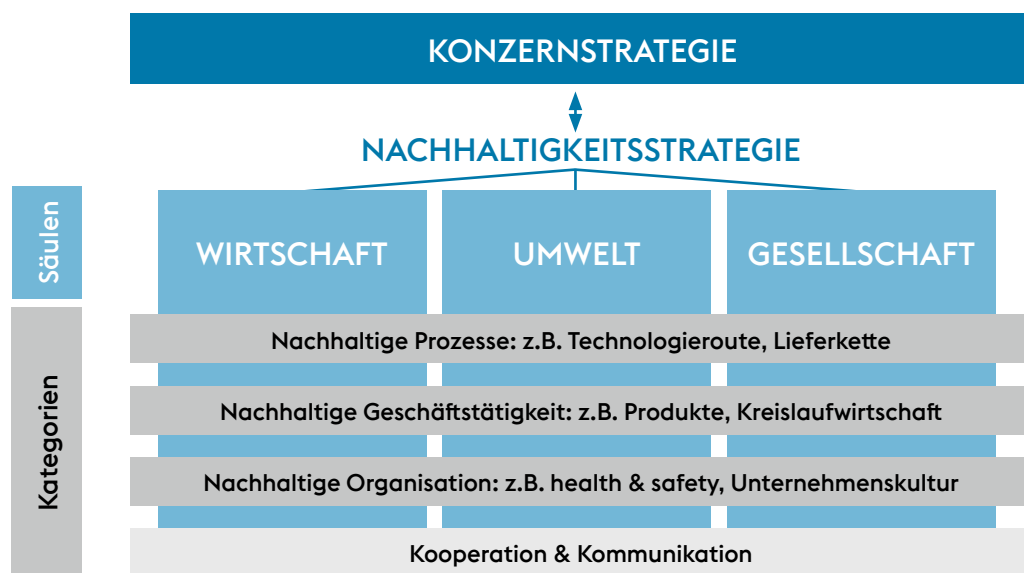 KONZERNSTRATEGIE
NACHHALTIGKEITSSTRATEGIE
Säulen
WIRTSCHAFT
UMWELT
GESELLSCHAFT
Kategorien
Nachhaltige Prozesse: z.B. Technologieroute, Lieferkette
Nachhaltige Geschäftstätigkeit: z.B. Produkte, Kreislaufwirtschaft
Nachhaltige Organisation: z.B. health & safety, Unternehmenskultur
Kooperation & Kommunikation